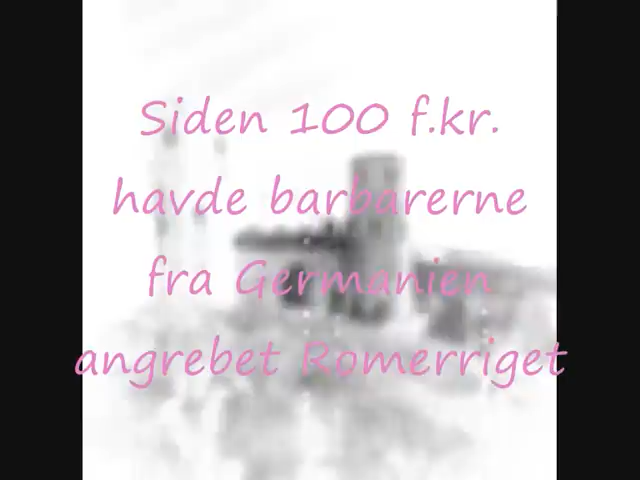 Siden 100 f.kr.
havde barbarerne
fra Germanien
angrebet Romerriget